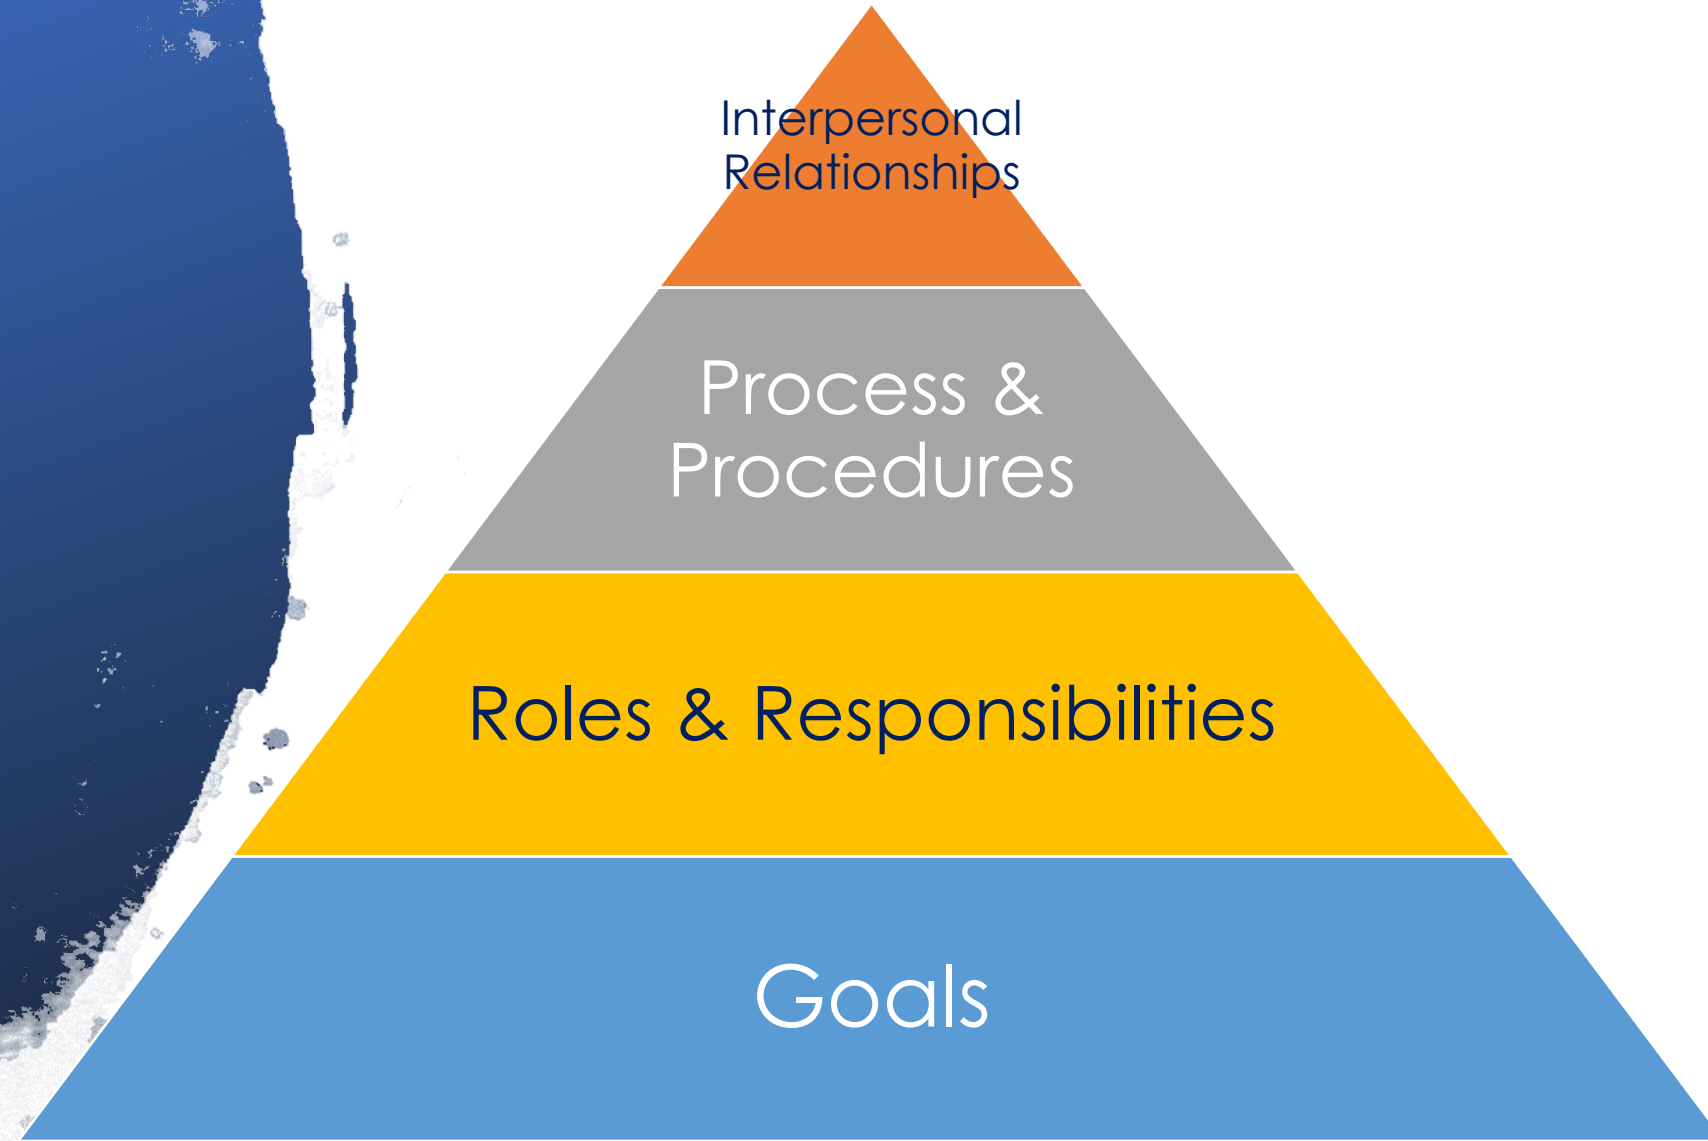 Interpersonal
Relationships
Process &
Procedures
Roles & Responsibilities
Goals